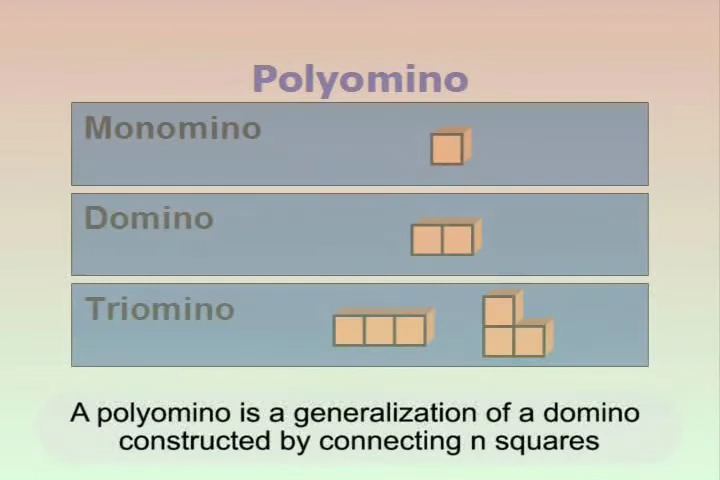 Polyomino
Monomino
Domino
Triomino
A polyomino is a generalization of a domino
constructed by connecting n squares